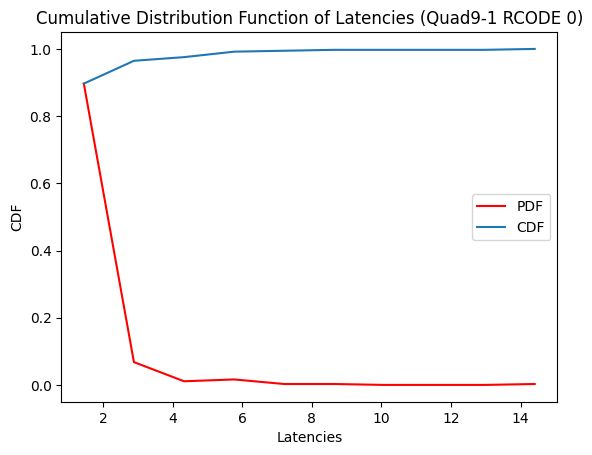 Cumulative Distribution Function of Latencies (Quad9-1 RCODE 0)
1.0
0.8
0.6
0.4
0.2
0.0
CDF
PDF
CDF
2 4 6 8 10 12 14
Latencies